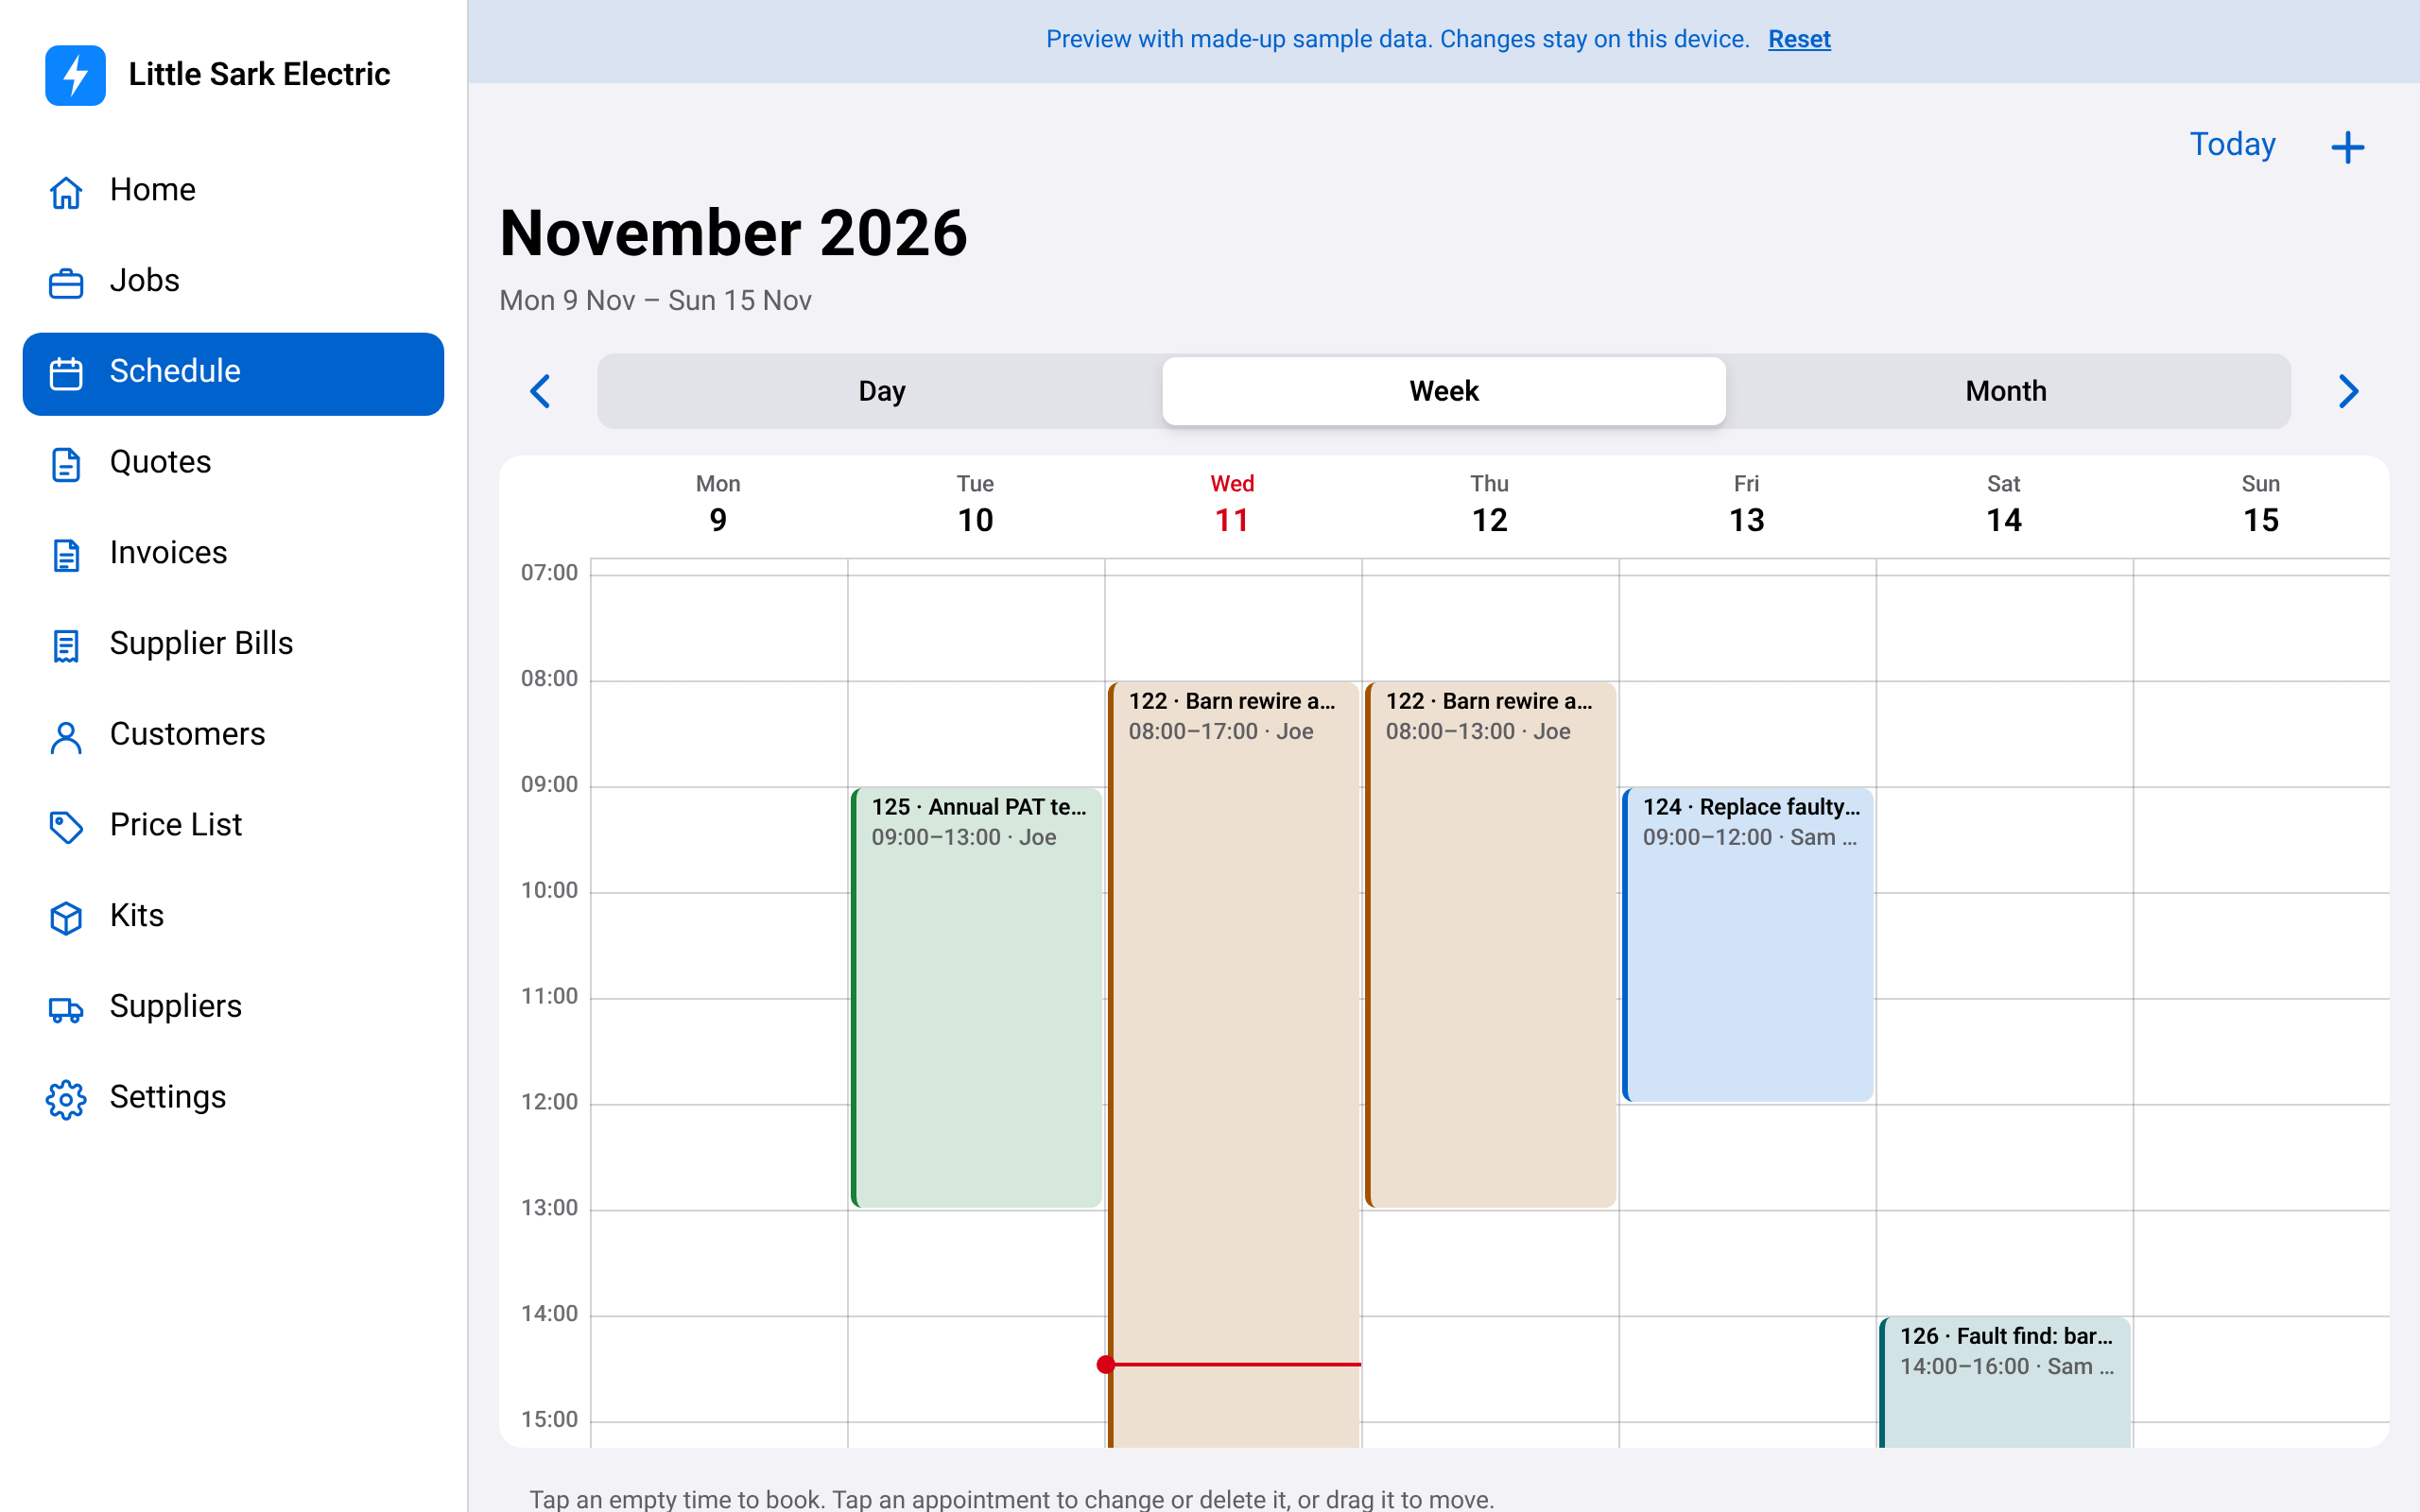 Little Sark Electric
Home
Jobs
Schedule
Quotes
Invoices
Supplier Bills
Customers
Price List
Kits
Suppliers
Settings
Preview with made-up sample data. Changes stay on this device. Reset
Today
November 2026
Mon 9 Nov – Sun 15 Nov
Day Week Month
Mon Tue Wed Thu Fri Sat Sun
9 10 11 12 13 14 15
07:00
08:00
122 · Barn rewire a... 122 · Barn rewire a...
08:00–17:00 · Joe 08:00–13:00 · Joe
09:00
125 · Annual PAT te... 124 · Replace faulty...
09:00–13:00 · Joe 09:00–12:00 · Sam ...
10:00
11:00
12:00
13:00
14:00
126 · Fault find: bar...
14:00–16:00 · Sam ...
15:00
Tap an empty time to book. Tap an appointment to change or delete it, or drag it to move.